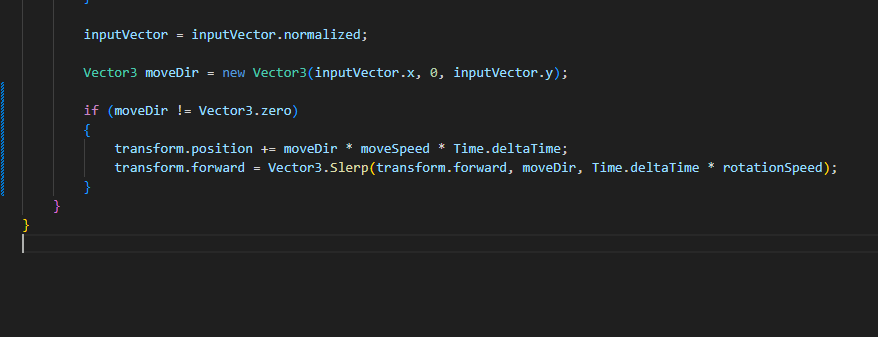 }
inputVector = inputVector.normalized;
Vector3 moveDir = new Vector3(inputVector.x, 0, inputVector.y);
if (moveDir != Vector3.zero)
{
transform.position += moveDir * moveSpeed * Time.deltaTime;
transform.forward = Vector3.Slerp(transform.forward, moveDir, Time.deltaTime * rotationSpeed);
}
}
}